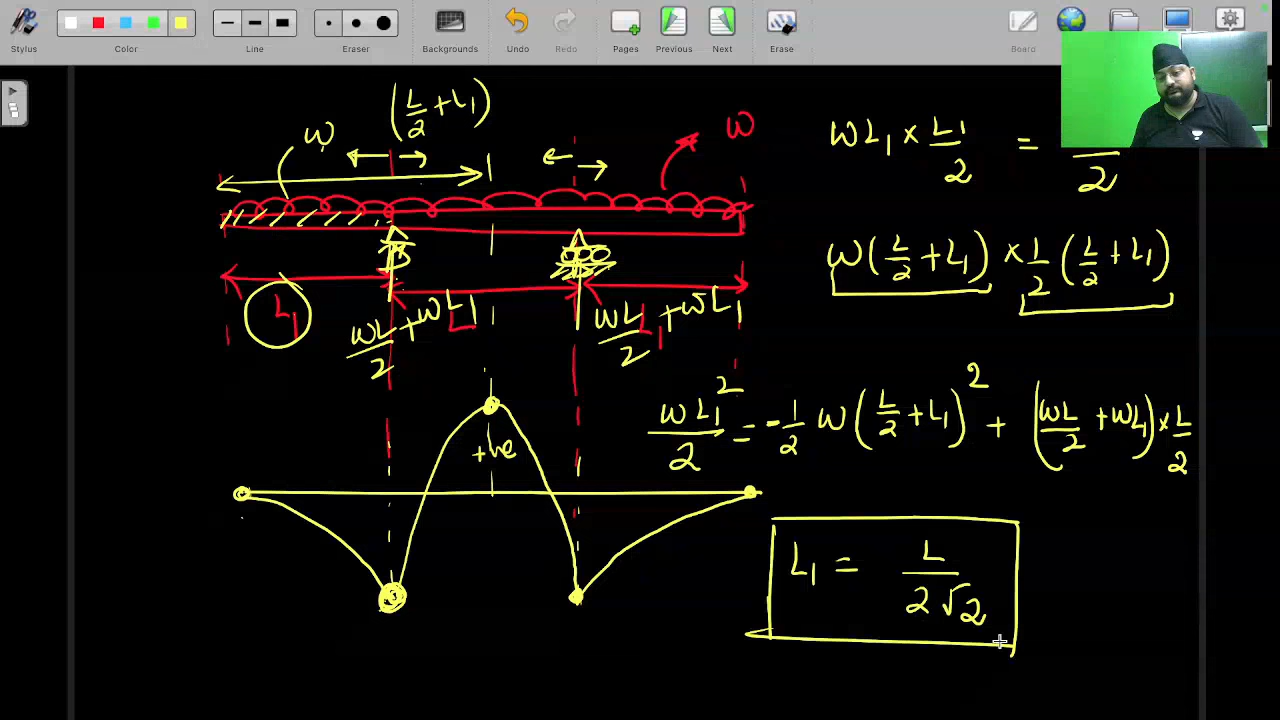 Stylus Color Line Eraser Backgrounds Undo Redo Pages Previous Next Erase Board
(L/2 + L₁)
w
w
wL₁ × L₁/2 = /2
w(L/2 + L₁) × 1/2 (L/2 + L₁)
L₁ L L₁
wL/2 + wL₁
wL/2 + wL₁
wL₁²/2 = -1/2 w(L/2 + L₁)² + (wL/2 + wL₁) × L/2
+ve
L₁ = L/2√2